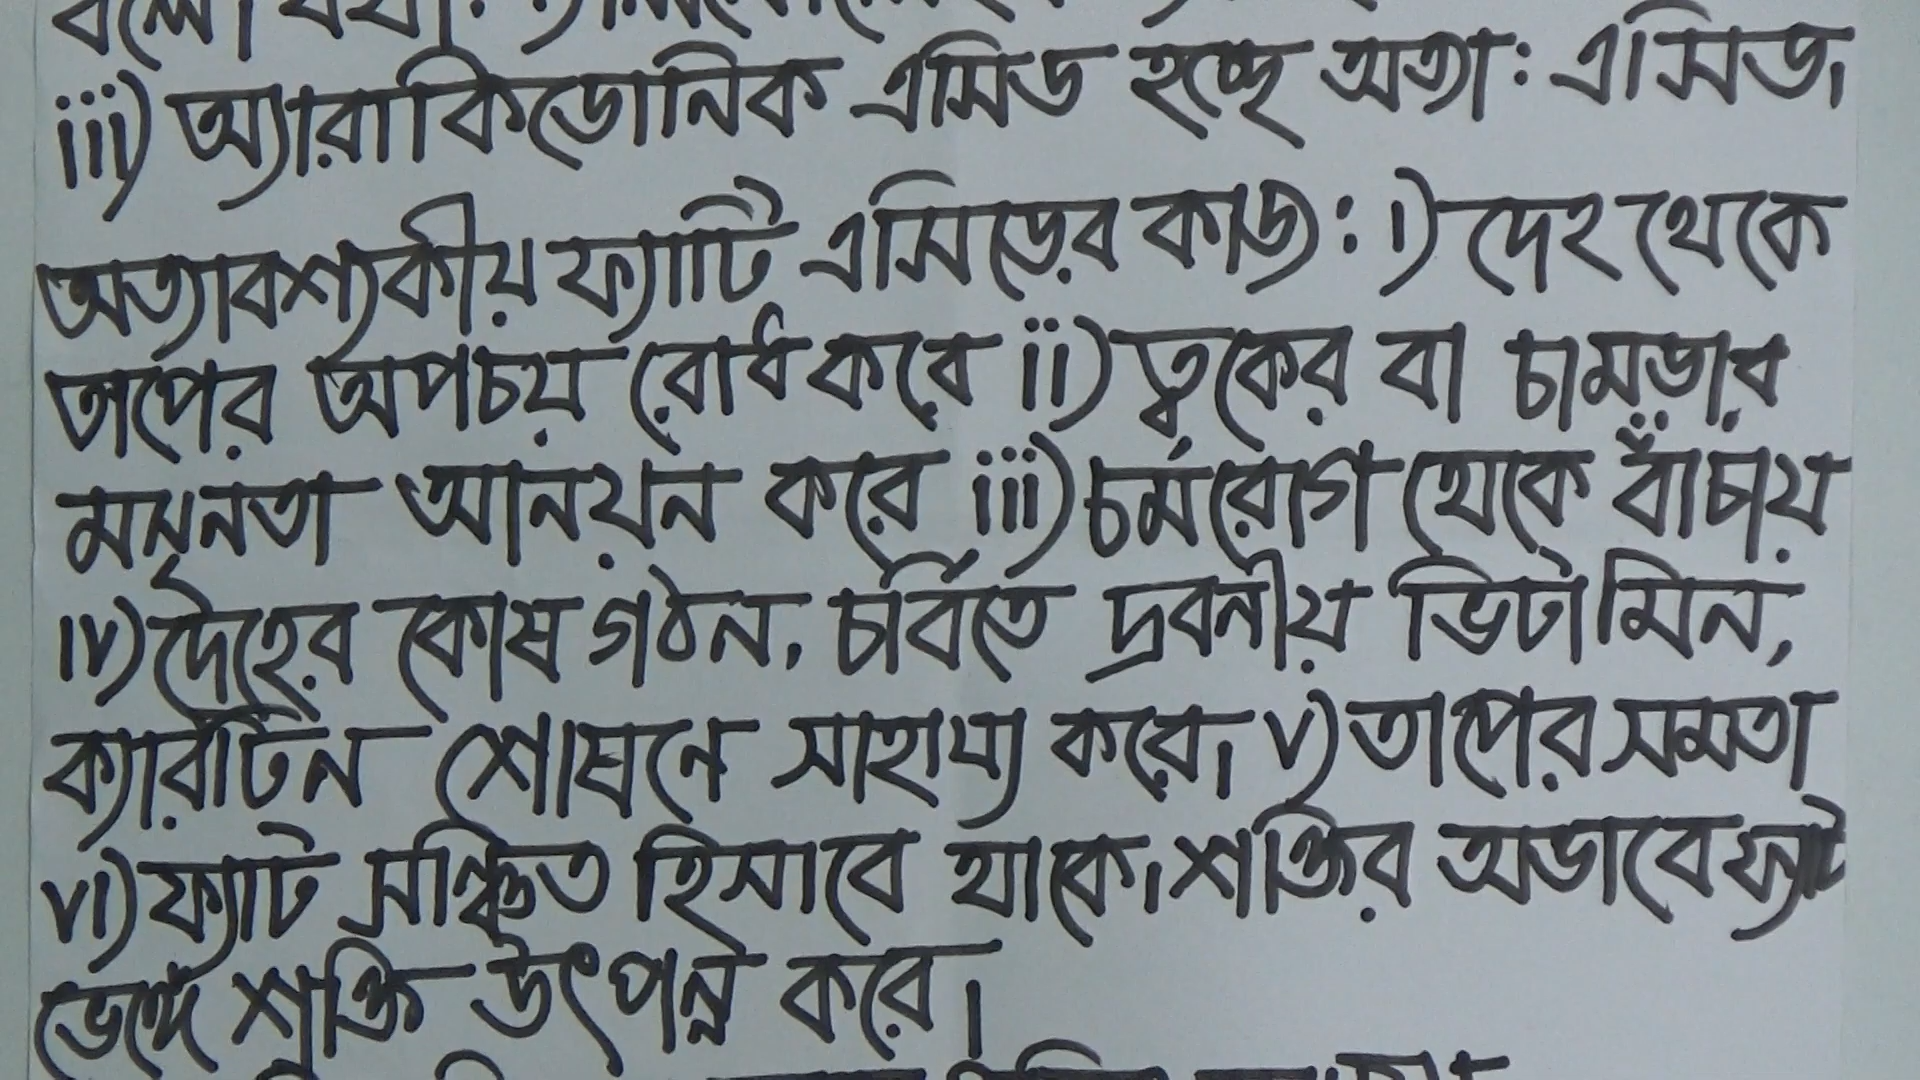 iii) অ্যারাকিডোনিক এসিড হচ্ছে অত্যা: এসিড।
অত্যাবশ্যকীয় ফ্যাটি এসিডের কাজ: i) দেহ থেকে
তাপের অপচয় রোধ করে ii) ত্বকের বা চামড়ার
মসৃনতা আনয়ন করে iii) চর্মরোগ থেকে বাঁচায়
iv) দেহের কোষ গঠন, চর্বিতে দ্রবনীয় ভিটামিন,
ক্যারটিন শোষনে সাহায্য করে। v) তাপের সমতা
vi) ফ্যাট সঞ্চিত হিসাবে থাকে। শক্তির অভাবে ফ্যাট
ভেঙ্গে শক্তি উৎপন্ন করে।